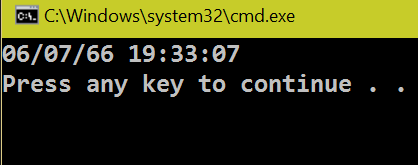 C:\Windows\system32\cmd.exe
06/07/66 19:33:07
Press any key to continue . .